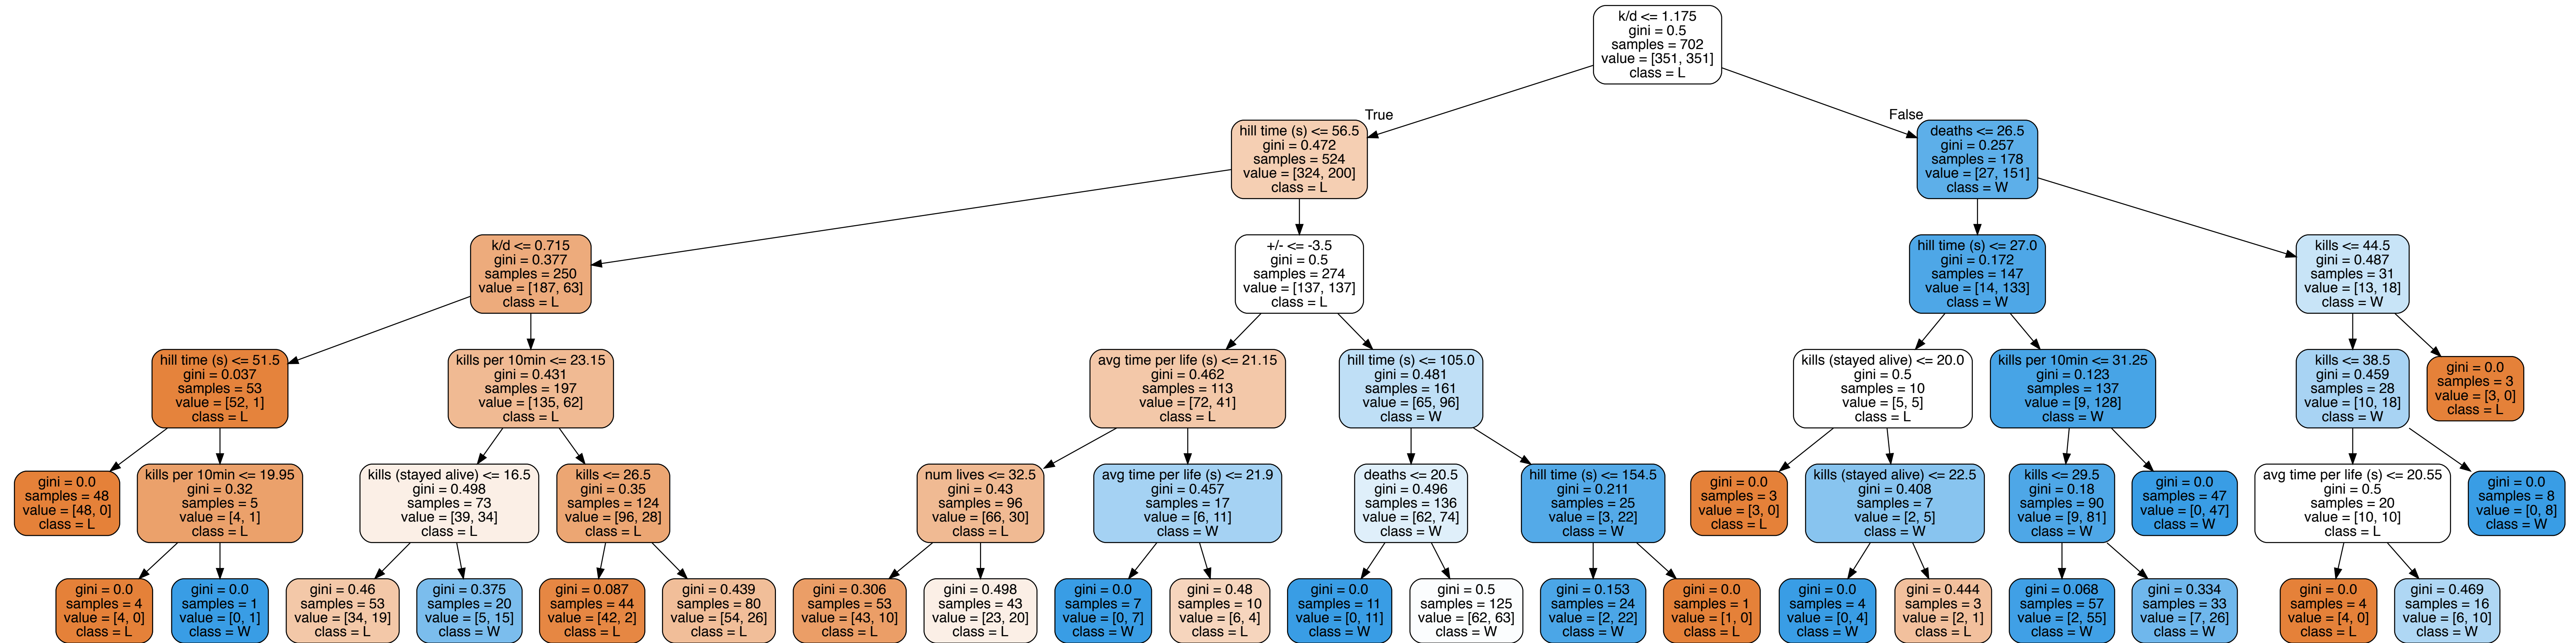 k/d <= 1.175
gini = 0.5
samples = 702
value = [351, 351]
class = L
True
False
hill time (s) <= 56.5
gini = 0.472
samples = 524
value = [324, 200]
class = L
deaths <= 26.5
gini = 0.257
samples = 178
value = [27, 151]
class = W
k/d <= 0.715
gini = 0.377
samples = 250
value = [187, 63]
class = L
+/- <= -3.5
gini = 0.5
samples = 274
value = [137, 137]
class = L
hill time (s) <= 27.0
gini = 0.172
samples = 147
value = [14, 133]
class = W
kills <= 44.5
gini = 0.487
samples = 31
value = [13, 18]
class = W
hill time (s) <= 51.5
gini = 0.037
samples = 53
value = [52, 1]
class = L
kills per 10min <= 23.15
gini = 0.431
samples = 197
value = [135, 62]
class = L
avg time per life (s) <= 21.15
gini = 0.462
samples = 113
value = [72, 41]
class = L
hill time (s) <= 105.0
gini = 0.481
samples = 161
value = [65, 96]
class = W
kills (stayed alive) <= 20.0
gini = 0.5
samples = 10
value = [5, 5]
class = L
kills per 10min <= 31.25
gini = 0.123
samples = 137
value = [9, 128]
class = W
kills <= 38.5
gini = 0.459
samples = 28
value = [10, 18]
class = W
gini = 0.0
samples = 3
value = [3, 0]
class = L
gini = 0.0
samples = 48
value = [48, 0]
class = L
kills per 10min <= 19.95
gini = 0.32
samples = 5
value = [4, 1]
class = L
kills (stayed alive) <= 16.5
gini = 0.498
samples = 73
value = [39, 34]
class = L
kills <= 26.5
gini = 0.35
samples = 124
value = [96, 28]
class = L
num lives <= 32.5
gini = 0.43
samples = 96
value = [66, 30]
class = L
avg time per life (s) <= 21.9
gini = 0.457
samples = 17
value = [6, 11]
class = W
deaths <= 20.5
gini = 0.496
samples = 136
value = [62, 74]
class = W
hill time (s) <= 154.5
gini = 0.211
samples = 25
value = [3, 22]
class = W
gini = 0.0
samples = 3
value = [3, 0]
class = L
kills (stayed alive) <= 22.5
gini = 0.408
samples = 7
value = [2, 5]
class = W
kills <= 29.5
gini = 0.18
samples = 90
value = [9, 81]
class = W
gini = 0.0
samples = 47
value = [0, 47]
class = W
avg time per life (s) <= 20.55
gini = 0.5
samples = 20
value = [10, 10]
class = L
gini = 0.0
samples = 8
value = [0, 8]
class = W
gini = 0.0
samples = 4
value = [4, 0]
class = L
gini = 0.0
samples = 1
value = [0, 1]
class = W
gini = 0.46
samples = 53
value = [34, 19]
class = L
gini = 0.375
samples = 20
value = [5, 15]
class = W
gini = 0.087
samples = 44
value = [42, 2]
class = L
gini = 0.439
samples = 80
value = [54, 26]
class = L
gini = 0.306
samples = 53
value = [43, 10]
class = L
gini = 0.498
samples = 43
value = [23, 20]
class = L
gini = 0.0
samples = 7
value = [0, 7]
class = W
gini = 0.48
samples = 10
value = [6, 4]
class = L
gini = 0.0
samples = 11
value = [0, 11]
class = W
gini = 0.5
samples = 125
value = [62, 63]
class = W
gini = 0.153
samples = 24
value = [2, 22]
class = W
gini = 0.0
samples = 1
value = [1, 0]
class = L
gini = 0.0
samples = 4
value = [0, 4]
class = W
gini = 0.444
samples = 3
value = [2, 1]
class = L
gini = 0.068
samples = 57
value = [2, 55]
class = W
gini = 0.334
samples = 33
value = [7, 26]
class = W
gini = 0.0
samples = 4
value = [4, 0]
class = L
gini = 0.469
samples = 16
value = [6, 10]
class = W